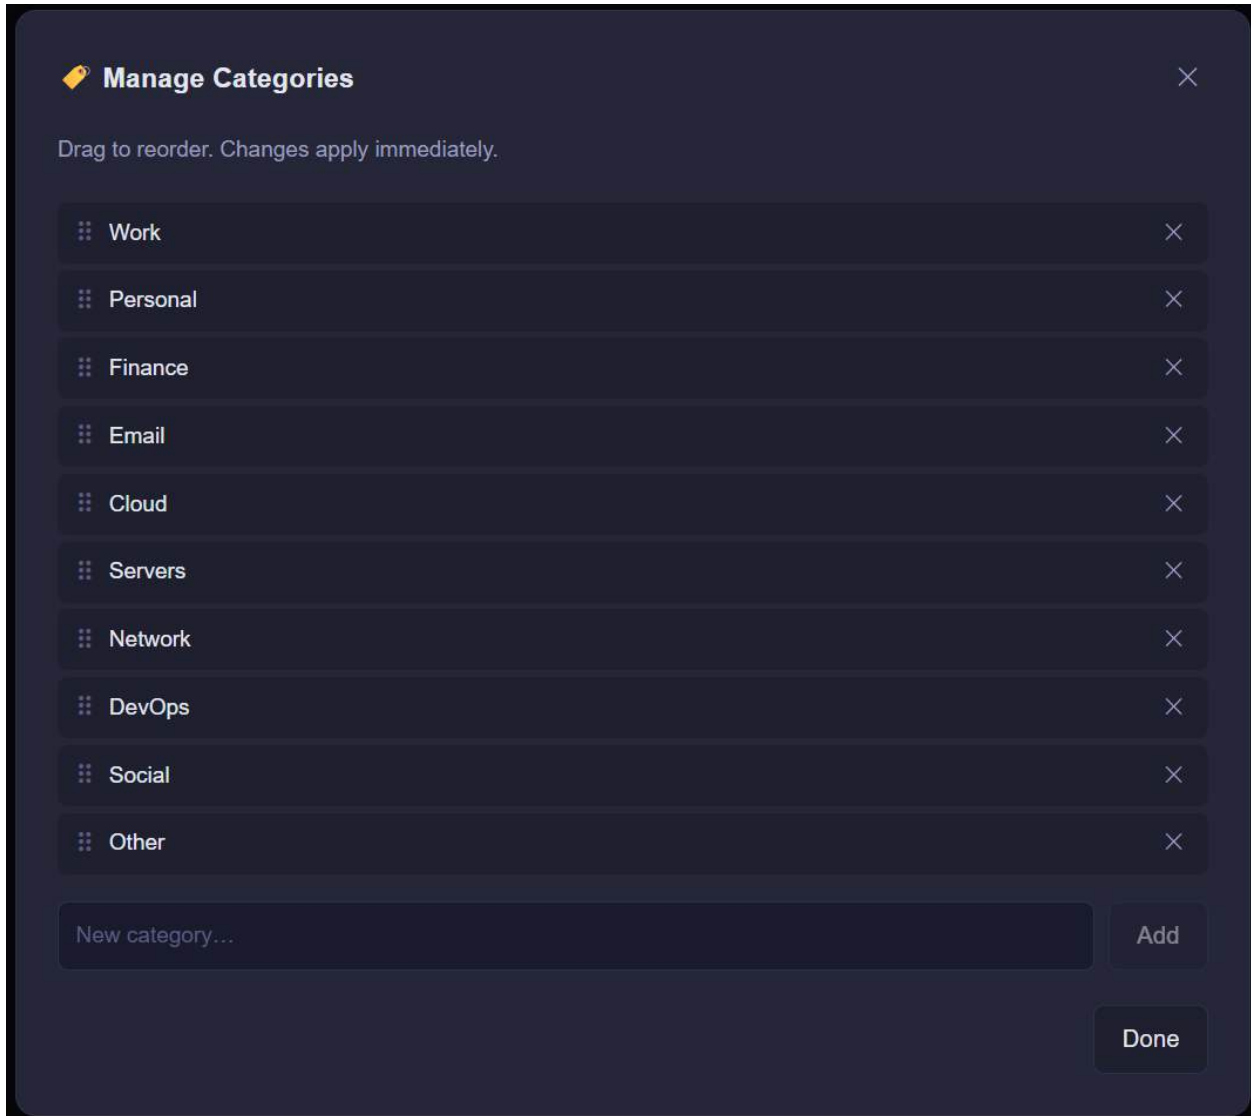 Manage Categories
Drag to reorder. Changes apply immediately.
Work
Personal
Finance
Email
Cloud
Servers
Network
DevOps
Social
Other
New category…
Add
Done